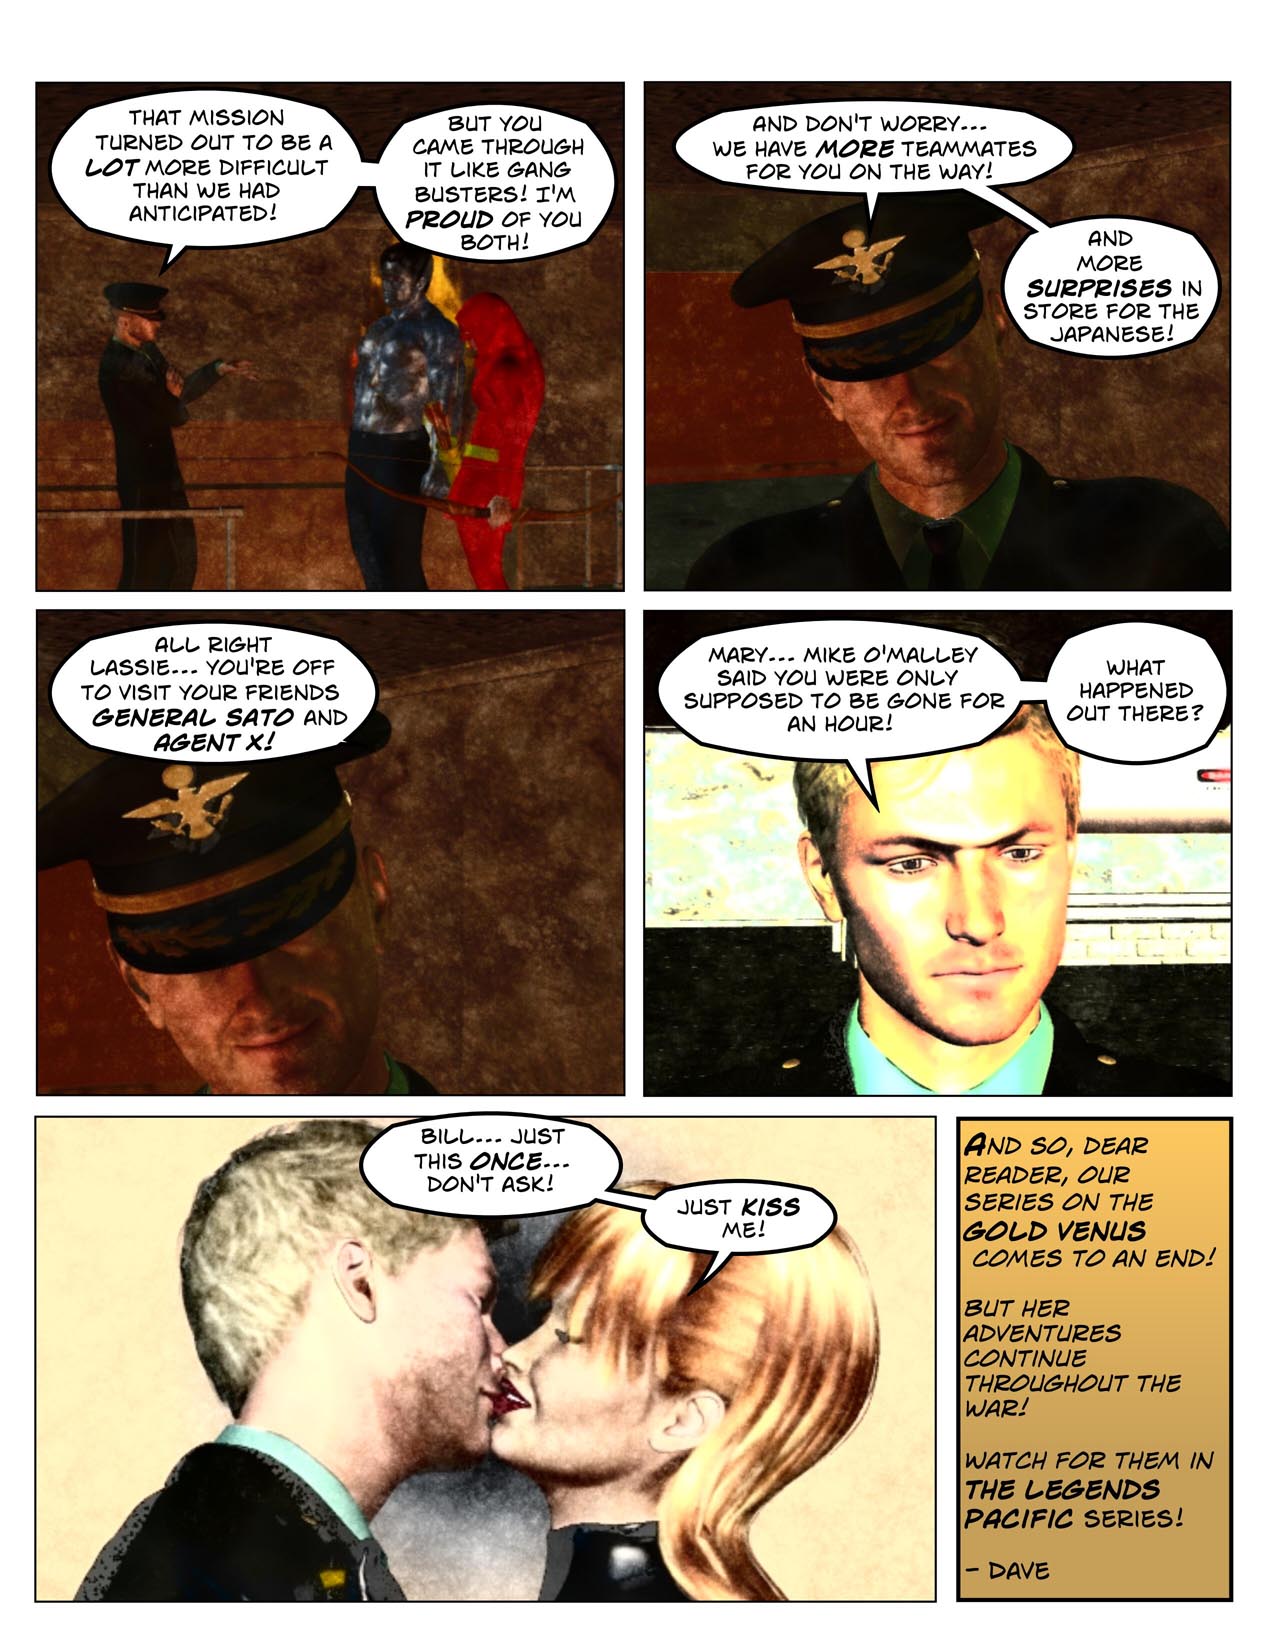 THAT MISSION
TURNED OUT TO BE A
LOT MORE DIFFICULT
THAN WE HAD
ANTICIPATED!
BUT YOU
CAME THROUGH
IT LIKE GANG
BUSTERS! I'M
PROUD OF YOU
BOTH!
AND DON'T WORRY...
WE HAVE MORE TEAMMATES
FOR YOU ON THE WAY!
AND
MORE
SURPRISES IN
STORE FOR THE
JAPANESE!
ALL RIGHT
LASSIE... YOU'RE OFF
TO VISIT YOUR FRIENDS
GENERAL SATO AND
AGENT X!
MARY... MIKE O'MALLEY
SAID YOU WERE ONLY
SUPPOSED TO BE GONE FOR
AN HOUR!
WHAT
HAPPENED
OUT THERE?
BILL... JUST
THIS ONCE...
DON'T ASK!
JUST KISS
ME!
AND SO, DEAR
READER, OUR
SERIES ON THE
GOLD VENUS
COMES TO AN END!
BUT HER
ADVENTURES
CONTINUE
THROUGHOUT THE
WAR!
WATCH FOR THEM IN
THE LEGENDS
PACIFIC SERIES!
- DAVE